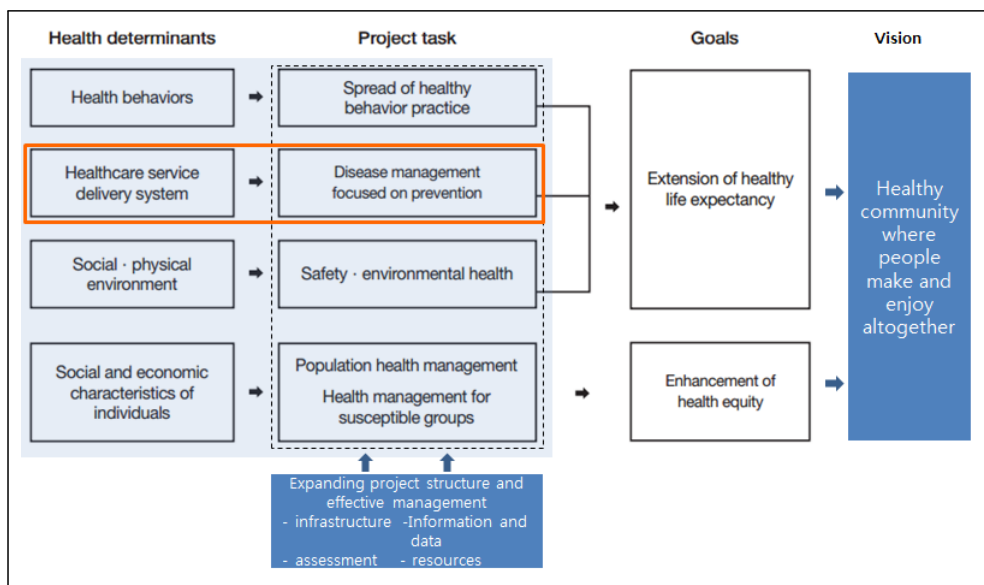 Health determinants
Project task
Goals
Vision
Health behaviors
Spread of healthy
behavior practice
Healthcare service
delivery system
Disease management
focused on prevention
Social · physical
environment
Safety · environmental health
Social and economic
characteristics of
individuals
Population health management
Health management for
susceptible groups
Extension of healthy
life expectancy
Enhancement of
health equity
Healthy
community
where
people
make and
enjoy
altogether
Expanding project structure and
effective management
- infrastructure -Information and
data
- assessment - resources